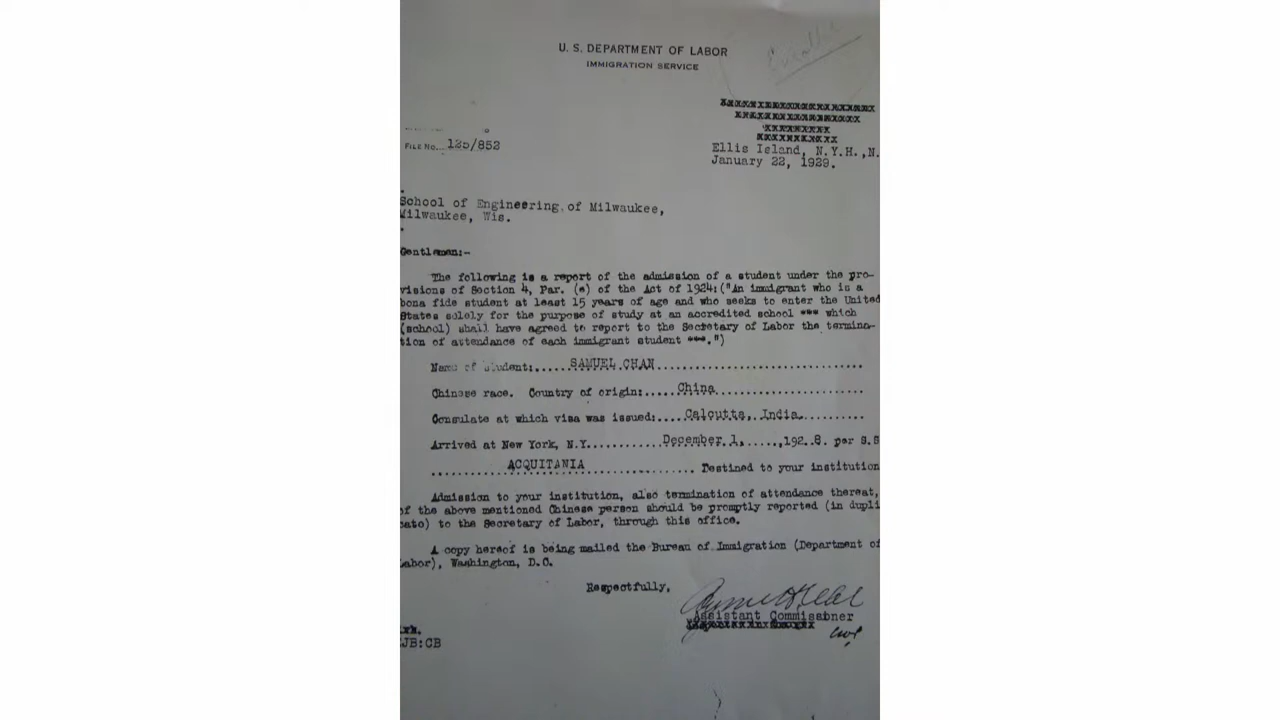 U. S. DEPARTMENT OF LABOR
IMMIGRATION SERVICE
FILE No. 125/852
Ellis Island, N.Y.H.,N.
January 22, 1929.
School of Engineering of Milwaukee,
Milwaukee, Wis.
Gentlemen:-
The following is a report of the admission of a student under the pro-
visions of Section 4, Par. (e) of the Act of 1924:("An immigrant who is a
bona fide student at least 15 years of age and who seeks to enter the United
States solely for the purpose of study at an accredited school *** which
(school) shall have agreed to report to the Secretary of Labor the termina-
tion of attendance of each immigrant student ***.")
Name of student:......SAMUEL CHAN..............................
Chinese race. Country of origin:.....China.....................
Consulate at which visa was issued:....Calcutta, India...........
Arrived at New York, N.Y...........December 1,.....,192 8. per S.S
............ACQUITANIA................. Destined to your institution
Admission to your institution, also termination of attendance thereat,
of the above mentioned Chinese person should be promptly reported (in dupli
cate) to the Secretary of Labor, through this office.
A copy hereof is being mailed the Bureau of Immigration (Department of
Labor), Washington, D.C.
Respectfully,
Assistant Commissioner
JB:CB